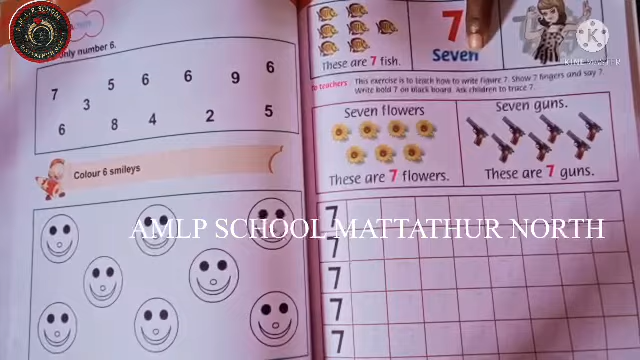 only number 6.
7 3 5 6 6 9 6
6 8 4 2 5
Colour 6 smileys
7
Seven
These are 7 fish.
to teachers : This exercise is to teach how to write figure 7. Show 7 fingers and say 7.
Write bold 7 on black board. Ask children to trace 7.
Seven flowers
These are 7 flowers.
Seven guns.
These are 7 guns.
7
7
7
7
7
AMLP SCHOOL MATTATHUR NORTH